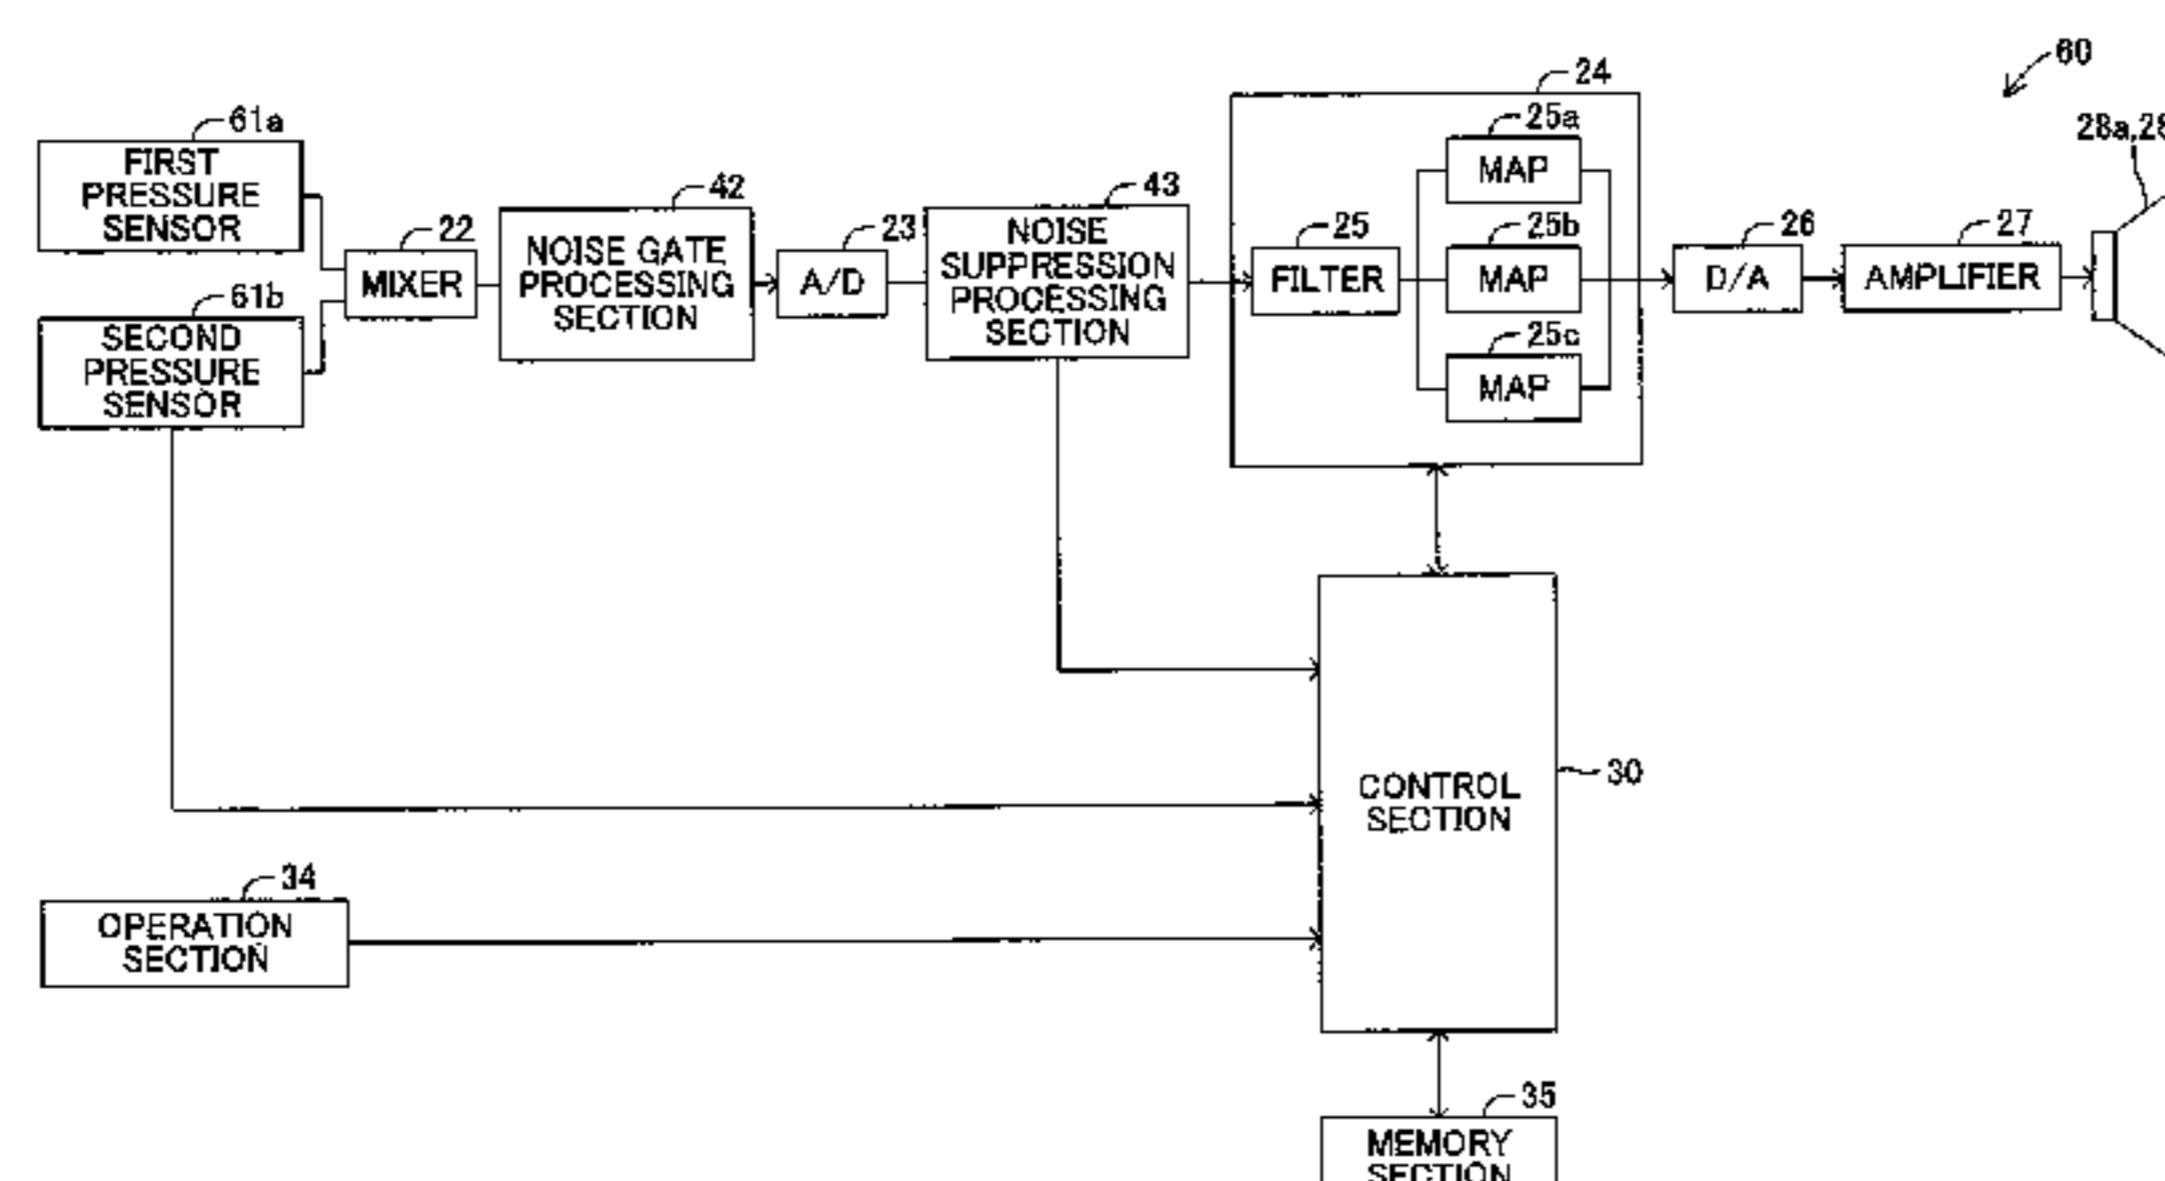 60
24
61a
FIRST
PRESSURE
SENSOR
61b
SECOND
PRESSURE
SENSOR
22
MIXER
42
NOISE GATE
PROCESSING
SECTION
23
A/D
43
NOISE
SUPPRESSION
PROCESSING
SECTION
25
FILTER
25a
MAP
25b
MAP
25c
MAP
26
D/A
27
AMPLIFIER
28a,28
30
CONTROL
SECTION
34
OPERATION
SECTION
35
MEMORY
SECTION